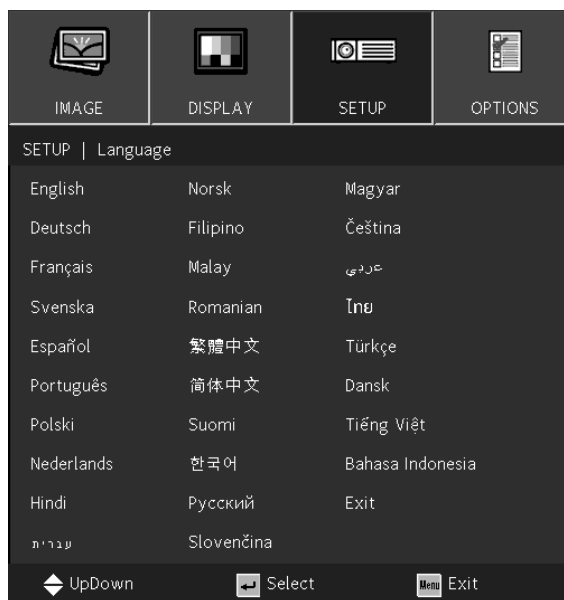 IMAGE DISPLAY SETUP OPTIONS
SETUP | Language
English Norsk Magyar
Deutsch Filipino Čeština
Français Malay عربي
Svenska Romanian ไทย
Español 繁體中文 Türkçe
Português 简体中文 Dansk
Polski Suomi Tiếng Việt
Nederlands 한국어 Bahasa Indonesia
Hindi Русский Exit
עברית Slovenčina
UpDown Select Menu Exit